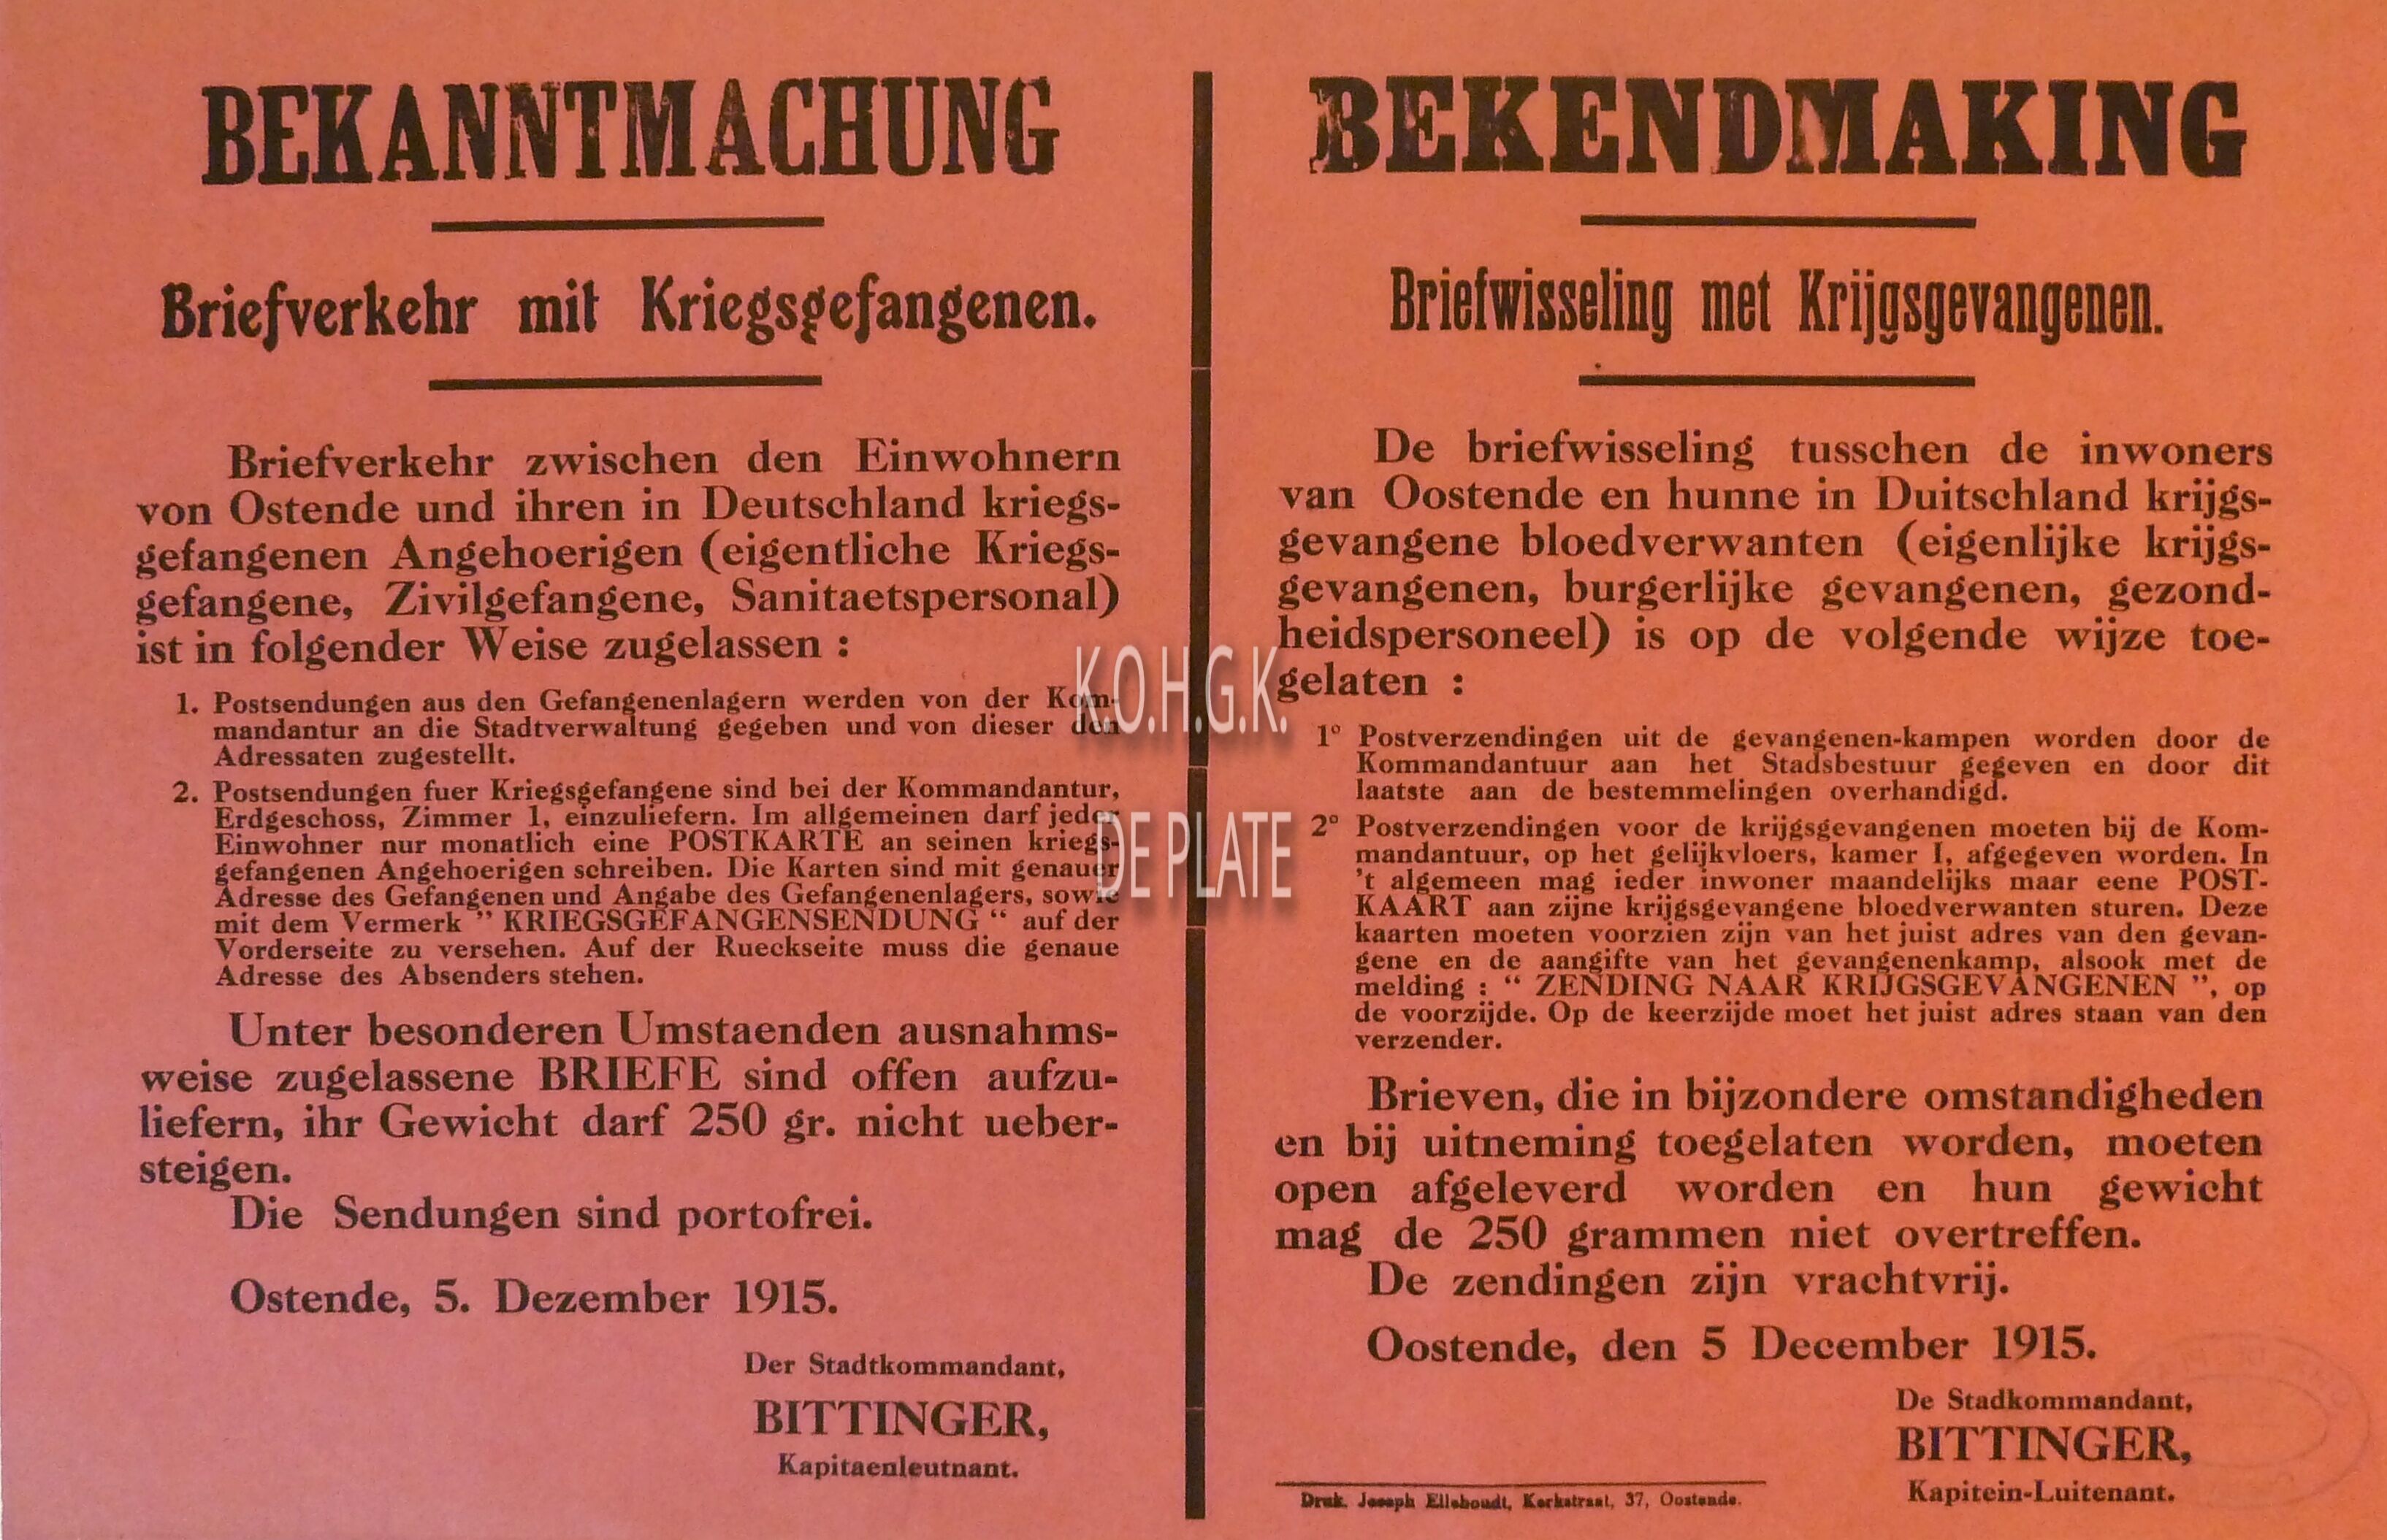 BEKANNTMACHUNG
Briefverkehr mit Kriegsgefangenen.
Briefverkehr zwischen den Einwohnern
von Ostende und ihren in Deutschland kriegs-
gefangenen Angehoerigen (eigentliche Kriegs-
gefangene, Zivilgefangene, Sanitaetspersonal)
ist in folgender Weise zugelassen :
1. Postsendungen aus den Gefangenenlagern werden von der Kom-
mandantur an die Stadtverwaltung gegeben und von dieser den
Adressaten zugestellt.
2. Postsendungen fuer Kriegsgefangene sind bei der Kommandantur,
Erdgeschoss, Zimmer 1, einzuliefern. Im allgemeinen darf jeder
Einwohner nur monatlich eine POSTKARTE an seinen kriegs-
gefangenen Angehoerigen schreiben. Die Karten sind mit genauer
Adresse des Gefangenen und Angabe des Gefangenenlagers, sowie
mit dem Vermerk ” KRIEGSGEFANGENSENDUNG “ auf der
Vorderseite zu versehen. Auf der Rueckseite muss die genaue
Adresse des Absenders stehen.
Unter besonderen Umstaenden ausnahms-
weise zugelassene BRIEFE sind offen aufzu-
liefern, ihr Gewicht darf 250 gr. nicht ueber-
steigen.
Die Sendungen sind portofrei.
Ostende, 5. Dezember 1915.
Der Stadtkommandant,
BITTINGER,
Kapitaenleutnant.
BEKENDMAKING
Briefwisseling met Krijgsgevangenen.
De briefwisseling tusschen de inwoners
van Oostende en hunne in Duitschland krijgs-
gevangene bloedverwanten (eigenlijke krijgs-
gevangenen, burgerlijke gevangenen, gezond-
heidspersoneel) is op de volgende wijze toe-
gelaten :
1° Postverzendingen uit de gevangenen-kampen worden door de
Kommandantuur aan het Stadsbestuur gegeven en door dit
laatste aan de bestemmelingen overhandigd.
2° Postverzendingen voor de krijgsgevangenen moeten bij de Kom-
mandantuur, op het gelijkvloers, kamer I, afgegeven worden. In
't algemeen mag ieder inwoner maandelijks maar eene POST-
KAART aan zijne krijgsgevangene bloedverwanten sturen. Deze
kaarten moeten voorzien zijn van het juist adres van den gevan-
gene en de aangifte van het gevangenenkamp, alsook met de
melding : “ ZENDING NAAR KRIJGSGEVANGENEN ”, op
de voorzijde. Op de keerzijde moet het juist adres staan van den
verzender.
Brieven, die in bijzondere omstandigheden
en bij uitneming toegelaten worden, moeten
open afgeleverd worden en hun gewicht
mag de 250 grammen niet overtreffen.
De zendingen zijn vrachtvrij.
Oostende, den 5 December 1915.
De Stadkommandant,
BITTINGER,
Kapitein-Luitenant.
Druk. Joseph Elleboudt, Kerkstraat, 37, Oostende.
K.O.H.G.K.
DE PLATE